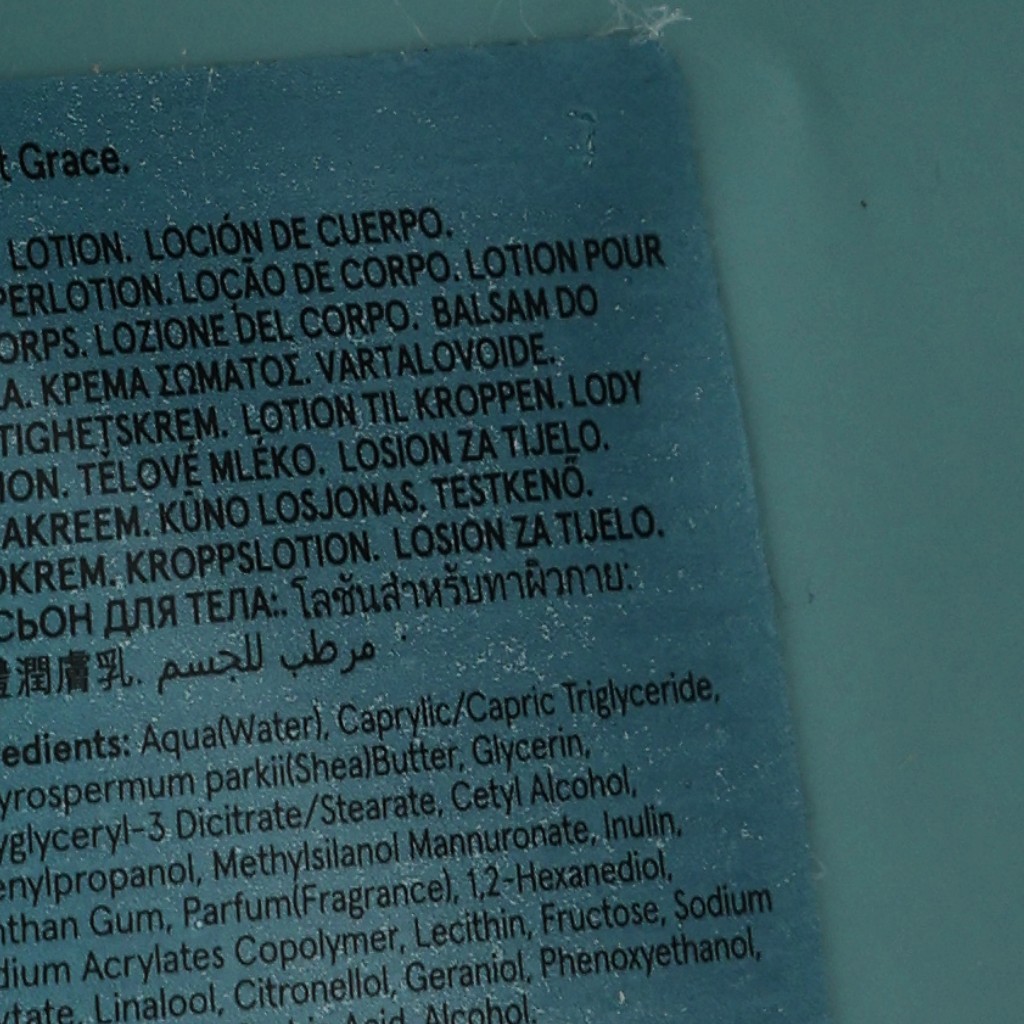 Grace.
LOTION. LOCIÓN DE CUERPO.
PERLOTION. LOÇÃO DE CORPO. LOTION POUR
ORPS. LOZIONE DEL CORPO. BALSAM DO
LA. ΚΡΕΜΑ ΣΩΜΑΤΟΣ. VARTALOVOIDE.
TIGHETSKREM. LOTION TIL KROPPEN. LODY
ION. TĚLOVÉ MLÉKO. LOSION ZA TIJELO.
AKREEM. KŪNO LOSJONAS. TESTKENŐ.
OKREM. KROPPSLOTION. LOSION ZA TIJELO.
СЬОН ДЛЯ ТЕЛА:. โลชั่นสำหรับทาผิวกาย:
體潤膚乳. مرطب للجسم
edients: Aqua(Water), Caprylic/Capric Triglyceride,
yrospermum parkii(Shea)Butter, Glycerin,
yglyceryl-3 Dicitrate/Stearate, Cetyl Alcohol,
enylpropanol, Methylsilanol Mannuronate, Inulin,
nthan Gum, Parfum(Fragrance), 1,2-Hexanediol,
dium Acrylates Copolymer, Lecithin, Fructose, Sodium
ytate, Linalool, Citronellol, Geraniol, Phenoxyethanol,
Acid, Alcohol.